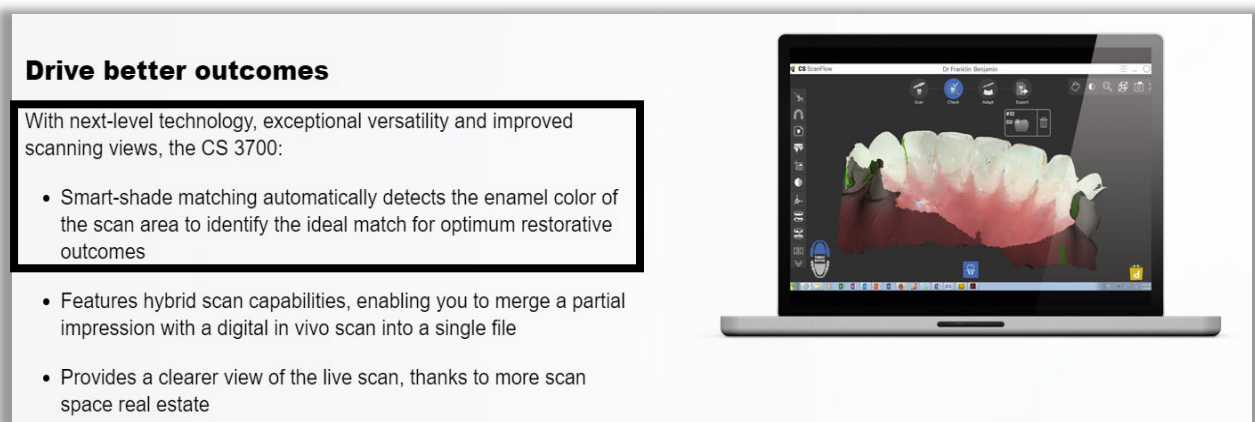 Drive better outcomes
With next-level technology, exceptional versatility and improved
scanning views, the CS 3700:
• Smart-shade matching automatically detects the enamel color of
the scan area to identify the ideal match for optimum restorative
outcomes
• Features hybrid scan capabilities, enabling you to merge a partial
impression with a digital in vivo scan into a single file
• Provides a clearer view of the live scan, thanks to more scan
space real estate
CS ScanFlow
Dr Franklin Benjamin
Scan Check Adapt Export
#32